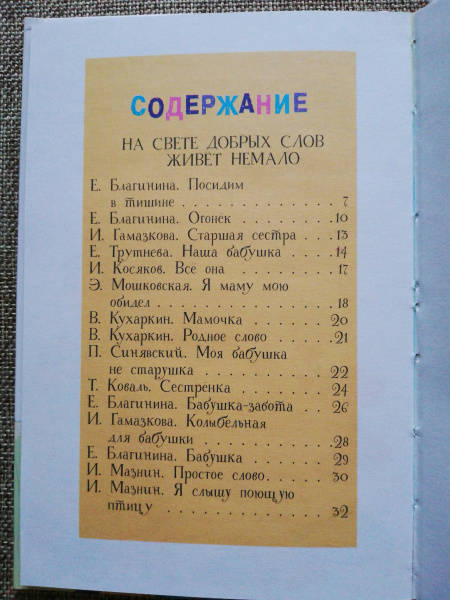 СОДЕРЖАНИЕ
НА СВЕТЕ ДОБРЫХ СЛОВ
ЖИВЕТ НЕМАЛО
Е. Благинина. Посидим
в тишине . . . . . . . . . . . . . 7
Е. Благинина. Огонек . . . . . . . . 10
И. Гамазкова. Старшая сестра . . . 13
Е. Трутнева. Наша бабушка . . . . 14
И. Косяков. Все она . . . . . . . . . 17
Э. Мошковская. Я маму мою
обидел . . . . . . . . . . . . . . . 18
В. Кухаркин. Мамочка . . . . . . . 20
В. Кухаркин. Родное слово . . . . . 21
П. Синявский. Моя бабушка
не старушка . . . . . . . . . . . 22
Т. Коваль. Сестренка . . . . . . . . 24
Е. Благинина. Бабушка-забота . . . 26
И. Гамазкова. Колыбельная
для бабушки . . . . . . . . . . . 28
Е. Благинина. Бабушка . . . . . . . 29
И. Мазнин. Простое слово . . . . . . 30
И. Мазнин. Я слышу поющую
птицу . . . . . . . . . . . . . . . 32